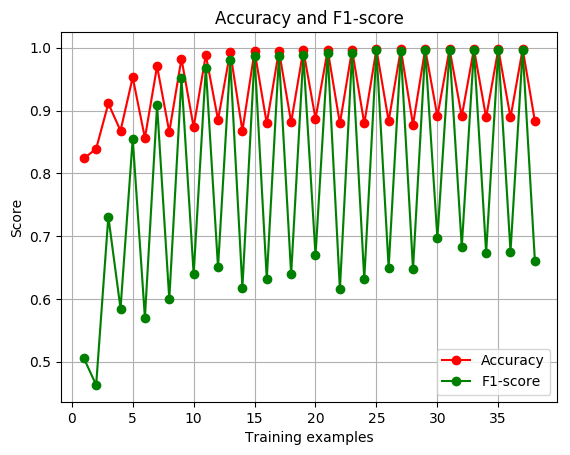 Accuracy and F1-score
1.0
0.9
0.8
0.7
0.6
0.5
Score
0 5 10 15 20 25 30 35
Training examples
Accuracy
F1-score